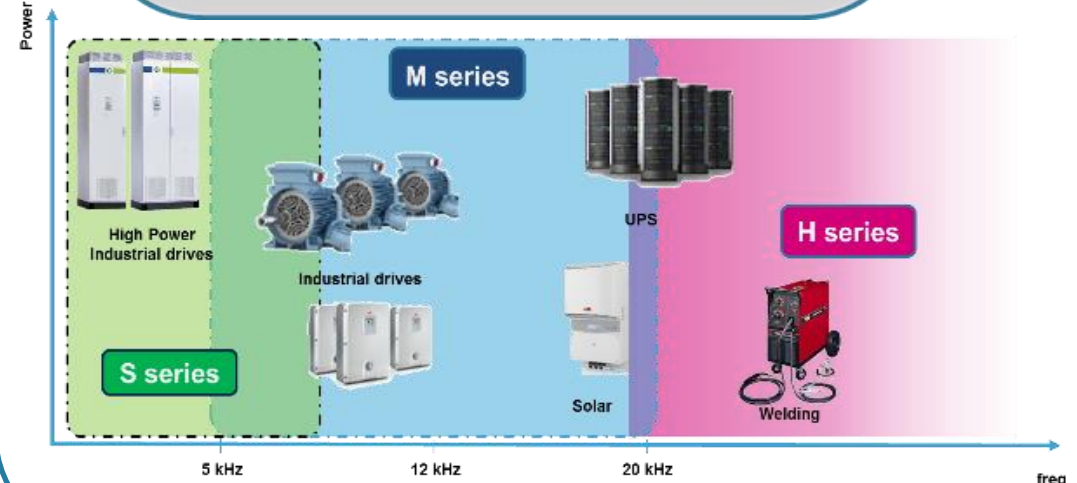 Power
M series
High Power
Industrial drives
UPS
H series
Industrial drives
S series
Solar
Welding
5 kHz
12 kHz
20 kHz
freq